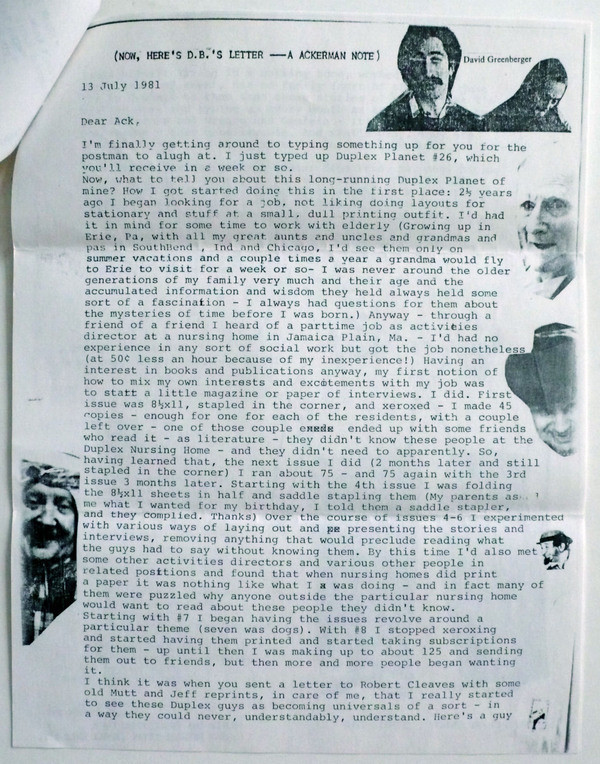 (NOW, HERE'S D.B.'S LETTER —A ACKERMAN NOTE)
David Greenberger
13 July 1981
Dear Ack,
I'm finally getting around to typing something up for you for the
postman to alugh at. I just typed up Duplex Planet #26, which
you'll receive in a week or so.
Now, what to tell you about this long-running Duplex Planet of
mine? How I got started doing this in the first place: 2½ years
ago I began looking for a job. not liking doing layouts for
stationary and stuff at a small, dull printing outfit. I'd had
it in mind for some time to work with elderly (Growing up in
Erie, Pa, with all my great aunts and uncles and grandmas and
pas in SouthBend , Ind and Chicago, I'd see them only on
summer vacations and a couple times a year a grandma would fly
to Erie to visit for a week or so- I was never around the older
generations of my family very much and their age and the
accumulated information and wisdom they held always held some
sort of a fascination - I always had questions for them about
the mysteries of time before I was born.) Anyway - through a
friend of a friend I heard of a parttime job as activities
director at a nursing home in Jamaica Plain, Ma. - I'd had no
experience in any sort of social work but got the job nonetheless
(at 50¢ less an hour because of my inexperience!) Having an
interest in books and publications anyway, my first notion of
how to mix my own interests and excitements with my job was
to statt a little magazine or paper of interviews. I did. First
issue was 8½x11, stapled in the corner, and xeroxed - I made 45
copies - enough for one for each of the residents, with a couple
left over - one of those couple ended up with some friends
who read it - as literature - they didn't know these people at the
Duplex Nursing Home - and they didn't need to apparently. So,
having learned that, the next issue I did (2 months later and still
stapled in the corner) I ran about 75 - and 75 again with the 3rd
issue 3 months later. Starting with the 4th issue I was folding
the 8½x11 sheets in half and saddle stapling them (My parents as
me what I wanted for my birthday, I told them a saddle stapler,
and they complied. Thanks) Over the course of issues 4-6 I experimented
with various ways of laying out and presenting the stories and
interviews, removing anything that would preclude reading what
the guys had to say without knowing them. By this time I'd also met
some other activities directors and various other people in
related positions and found that when nursing homes did print
a paper it was nothing like what I was doing - and in fact many of
them were puzzled why anyone outside the particular nursing home
would want to read about these people they didn't know.
Starting with #7 I began having the issues revolve around a
particular theme (seven was dogs). With #8 I stopped xeroxing
and started having them printed and started taking subscriptions
for them - up until then I was making up to about 125 and sending
them out to friends, but then more and more people began wanting
it.
I think it was when you sent a letter to Robert Cleaves with some
old Mutt and Jeff reprints, in care of me, that I really started
to see these Duplex guys as becoming universals of a sort - in
a way they could never, understandably, understand. Here's a guy